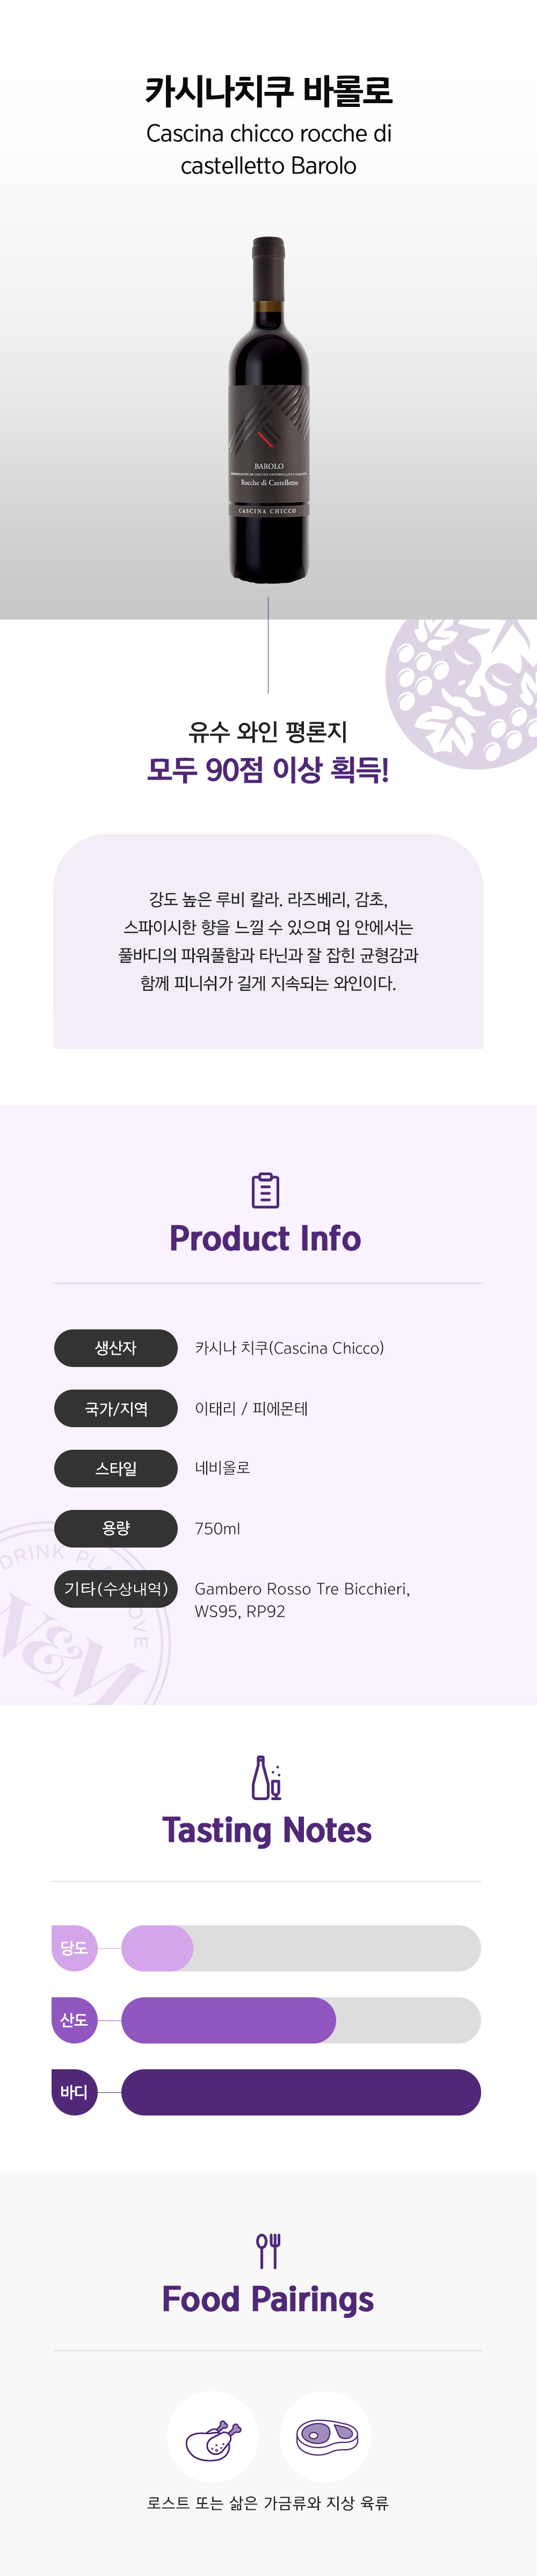 카시나치쿠 바롤로
Cascina chicco rocche di
castelletto Barolo
BAROLO
Rocche di Castelletto
CASCINA CHICCO
유수 와인 평론지
모두 90점 이상 획득!
강도 높은 루비 칼라. 라즈베리, 감초,
스파이시한 향을 느낄 수 있으며 입 안에서는
풀바디의 파워풀함과 타닌과 잘 잡힌 균형감과
함께 피니쉬가 길게 지속되는 와인이다.
Product Info
생산자 카시나 치쿠(Cascina Chicco)
국가/지역 이태리 / 피에몬테
스타일 네비올로
용량 750ml
기타(수상내역) Gambero Rosso Tre Bicchieri,
WS95, RP92
DRINK
W&M
Tasting Notes
당도
산도
바디
Food Pairings
로스트 또는 삶은 가금류와 지상 육류